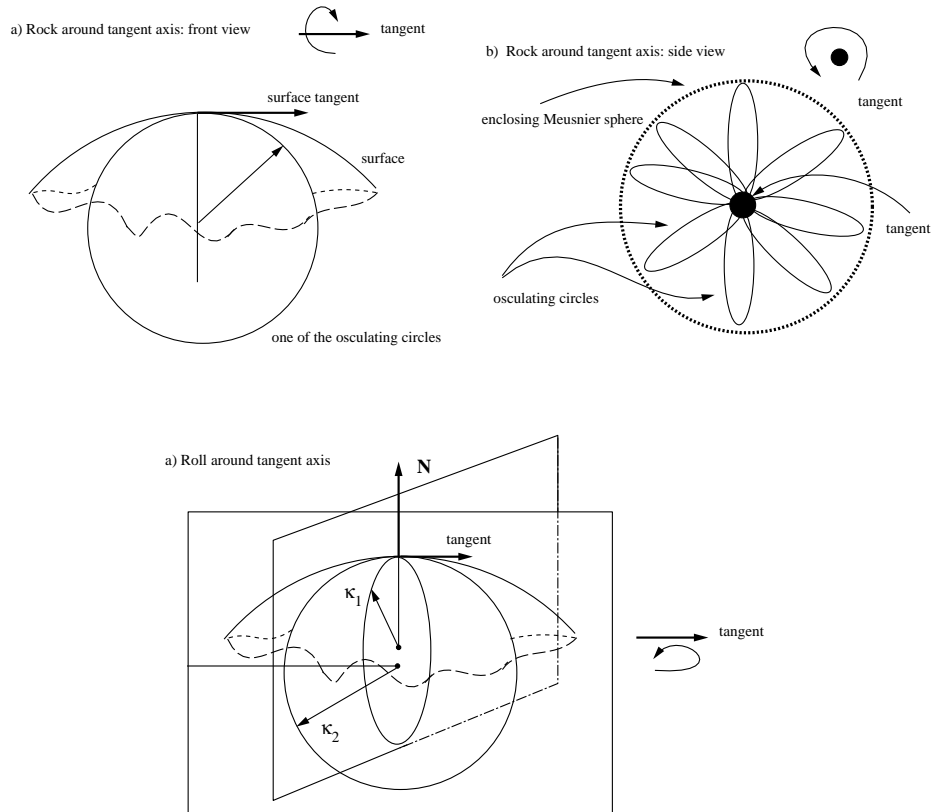 a) Rock around tangent axis: front view
tangent
surface tangent
surface
one of the osculating circles
b) Rock around tangent axis: side view
tangent
enclosing Meusnier sphere
tangent
osculating circles
a) Roll around tangent axis
N
tangent
κ1
κ2
tangent